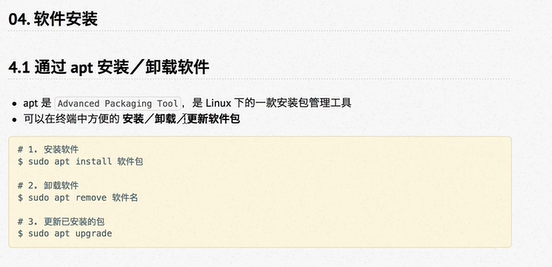 04. 软件安装
4.1 通过 apt 安装／卸载软件
• apt 是 Advanced Packaging Tool，是 Linux 下的一款安装包管理工具
• 可以在终端中方便的 安装／卸载／更新软件包
# 1. 安装软件
$ sudo apt install 软件包
# 2. 卸载软件
$ sudo apt remove 软件名
# 3. 更新已安装的包
$ sudo apt upgrade